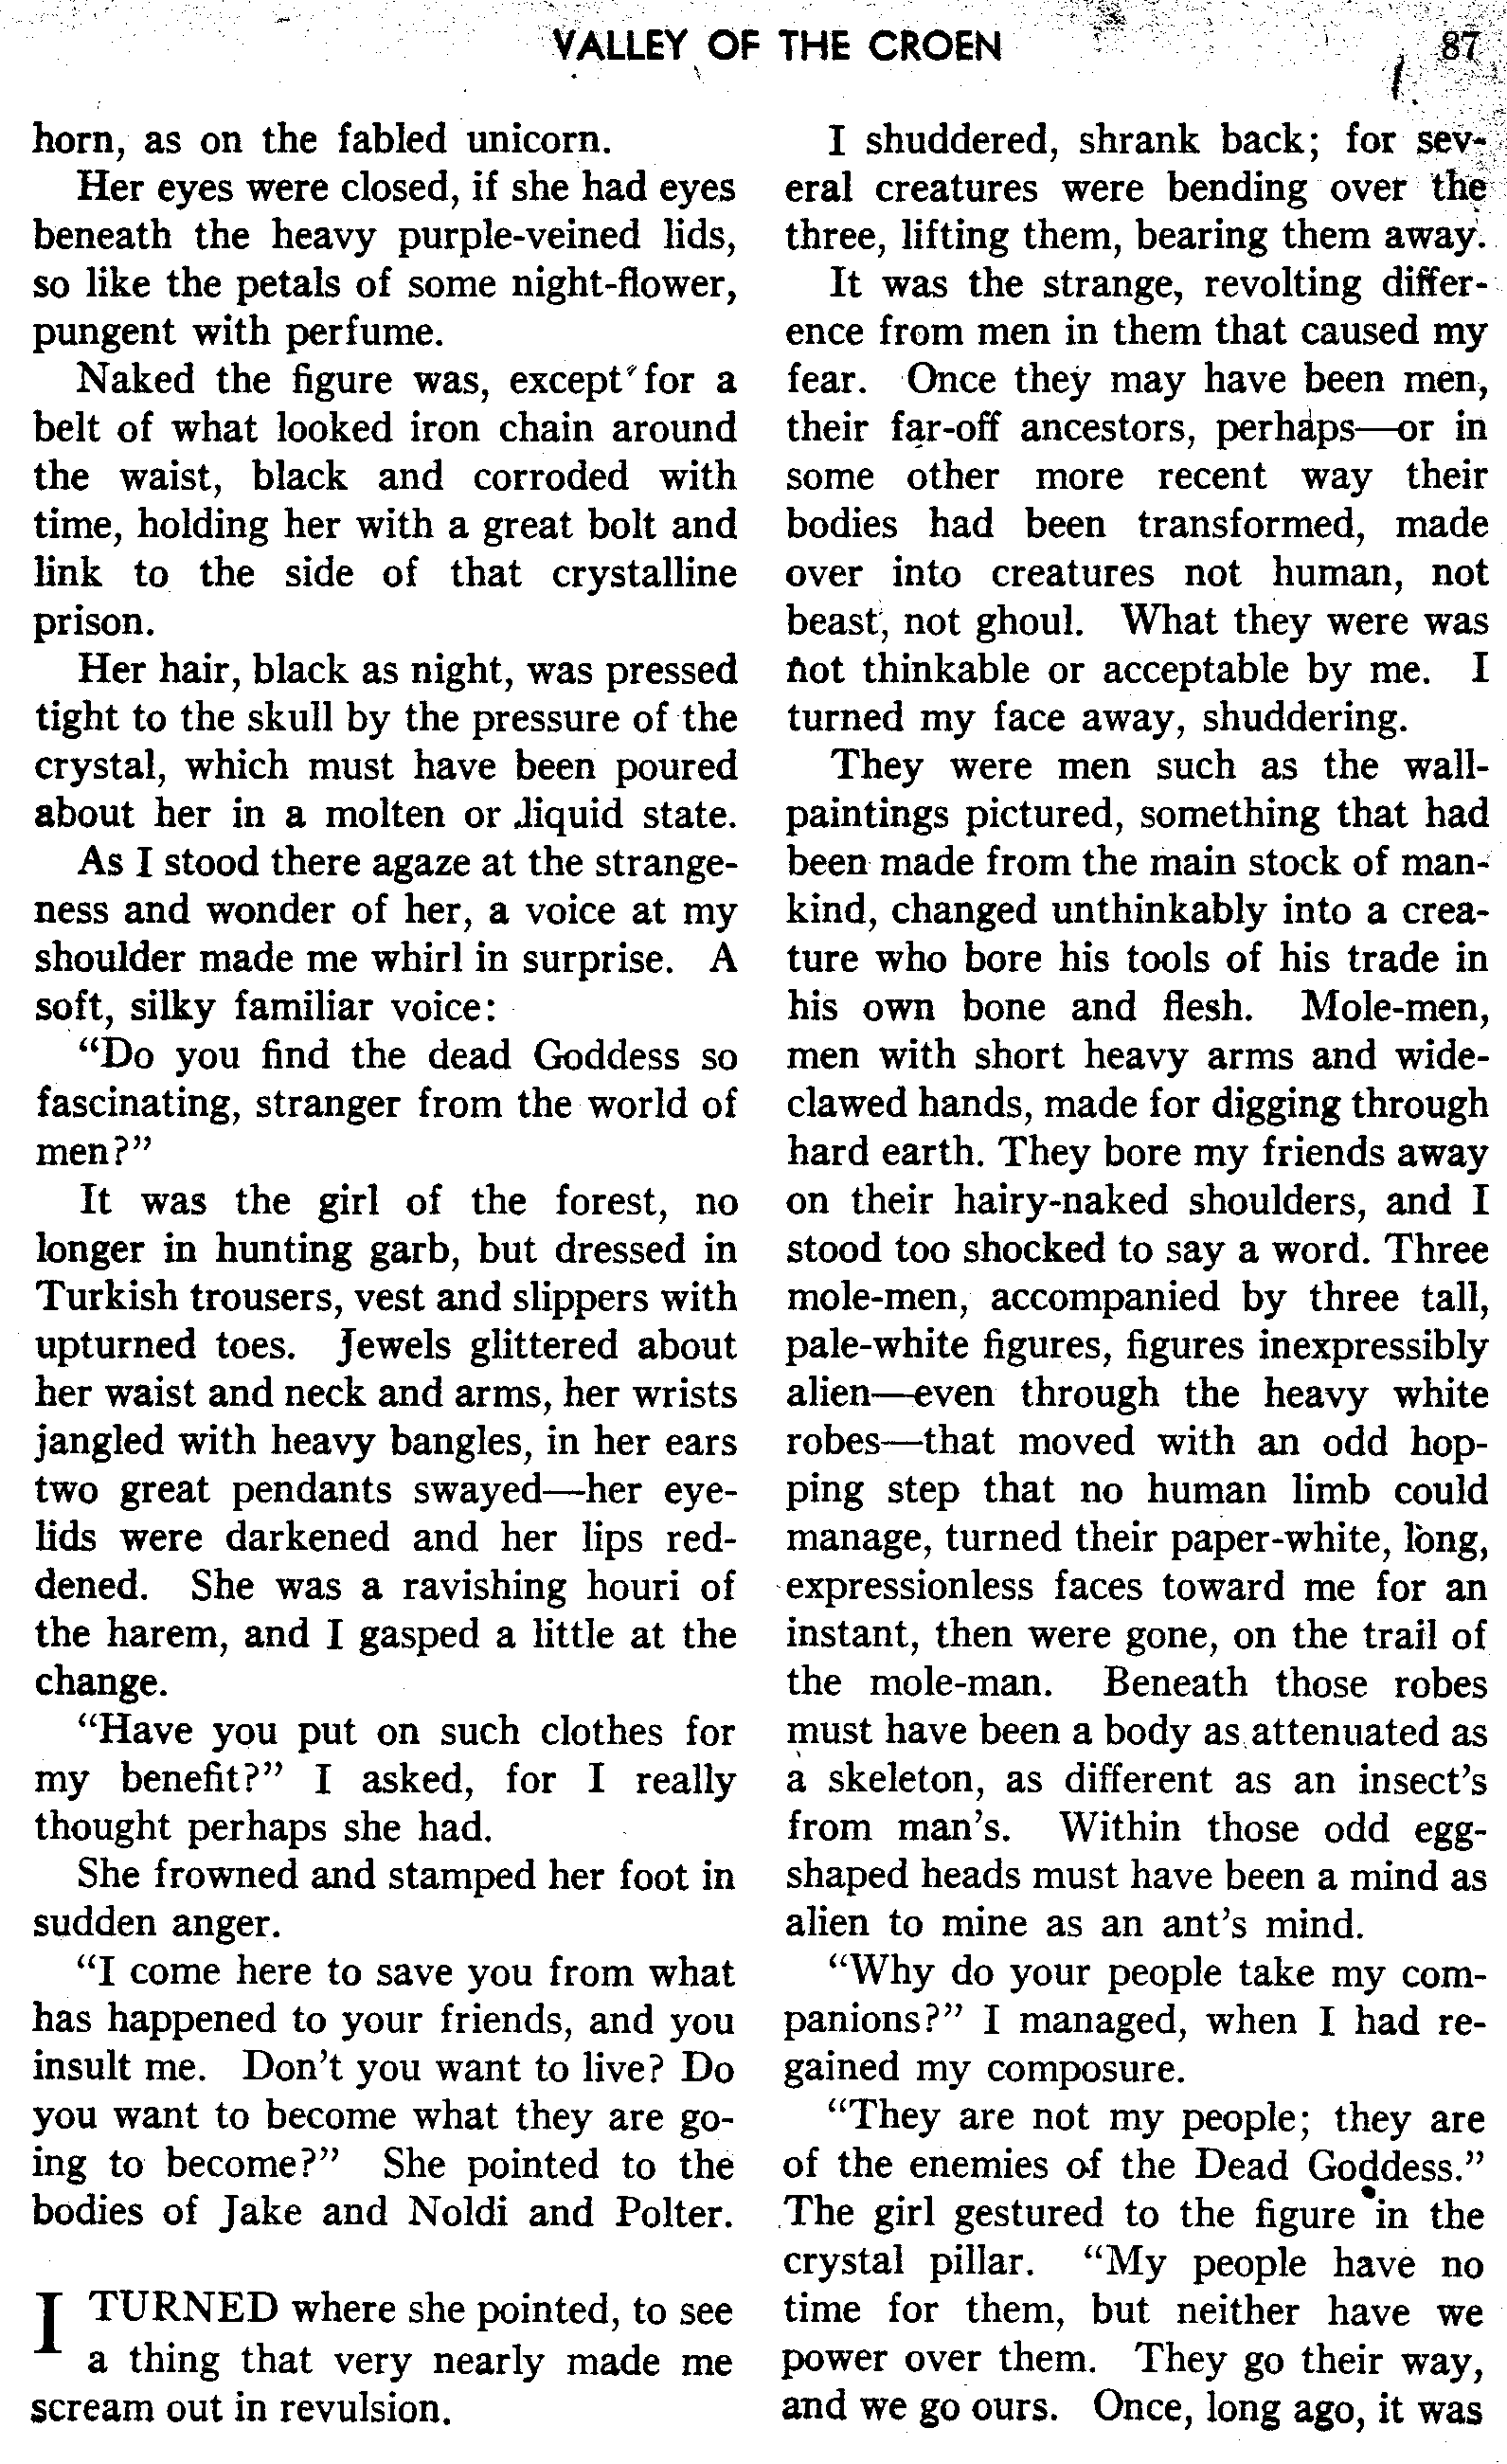 VALLEY OF THE CROEN 87
horn, as on the fabled unicorn.
Her eyes were closed, if she had eyes
beneath the heavy purple-veined lids,
so like the petals of some night-flower,
pungent with perfume.
Naked the figure was, except for a
belt of what looked iron chain around
the waist, black and corroded with
time, holding her with a great bolt and
link to the side of that crystalline
prison.
Her hair, black as night, was pressed
tight to the skull by the pressure of the
crystal, which must have been poured
about her in a molten or liquid state.
As I stood there agaze at the strange-
ness and wonder of her, a voice at my
shoulder made me whirl in surprise. A
soft, silky familiar voice:
“Do you find the dead Goddess so
fascinating, stranger from the world of
men?”
It was the girl of the forest, no
longer in hunting garb, but dressed in
Turkish trousers, vest and slippers with
upturned toes. Jewels glittered about
her waist and neck and arms, her wrists
jangled with heavy bangles, in her ears
two great pendants swayed—her eye-
lids were darkened and her lips red-
dened. She was a ravishing houri of
the harem, and I gasped a little at the
change.
“Have you put on such clothes for
my benefit?” I asked, for I really
thought perhaps she had.
She frowned and stamped her foot in
sudden anger.
“I come here to save you from what
has happened to your friends, and you
insult me. Don’t you want to live? Do
you want to become what they are go-
ing to become?” She pointed to the
bodies of Jake and Noldi and Polter.
I TURNED where she pointed, to see
a thing that very nearly made me
scream out in revulsion.
I shuddered, shrank back; for sev-
eral creatures were bending over the
three, lifting them, bearing them away.
It was the strange, revolting differ-
ence from men in them that caused my
fear. Once they may have been men,
their far-off ancestors, perhaps—or in
some other more recent way their
bodies had been transformed, made
over into creatures not human, not
beast, not ghoul. What they were was
not thinkable or acceptable by me. I
turned my face away, shuddering.
They were men such as the wall-
paintings pictured, something that had
been made from the main stock of man-
kind, changed unthinkably into a crea-
ture who bore his tools of his trade in
his own bone and flesh. Mole-men,
men with short heavy arms and wide-
clawed hands, made for digging through
hard earth. They bore my friends away
on their hairy-naked shoulders, and I
stood too shocked to say a word. Three
mole-men, accompanied by three tall,
pale-white figures, figures inexpressibly
alien—even through the heavy white
robes—that moved with an odd hop-
ping step that no human limb could
manage, turned their paper-white, long,
expressionless faces toward me for an
instant, then were gone, on the trail of
the mole-man. Beneath those robes
must have been a body as attenuated as
a skeleton, as different as an insect’s
from man’s. Within those odd egg-
shaped heads must have been a mind as
alien to mine as an ant’s mind.
“Why do your people take my com-
panions?” I managed, when I had re-
gained my composure.
“They are not my people; they are
of the enemies of the Dead Goddess.”
The girl gestured to the figure in the
crystal pillar. “My people have no
time for them, but neither have we
power over them. They go their way,
and we go ours. Once, long ago, it was